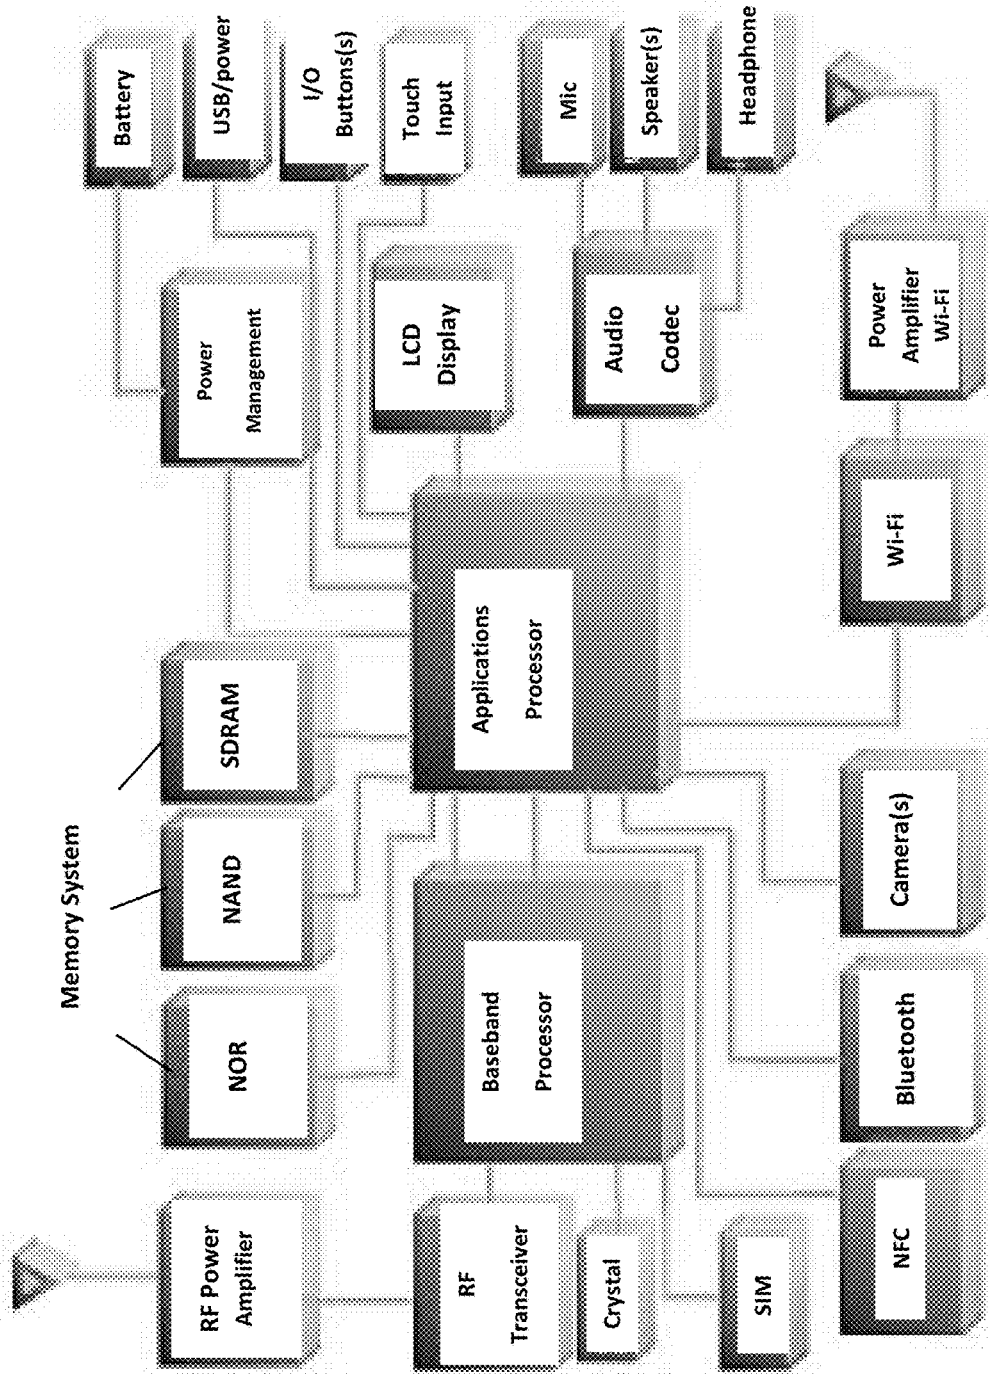 Memory System
RF Power
Amplifier
NOR
NAND
SDRAM
Power
Management
Battery
USB/power
I/O
Buttons(s)
Touch
Input
RF
Transceiver
Baseband
Processor
Applications
Processor
LCD
Display
Crystal
Audio
Codec
Mic
Speaker(s)
Headphone
SIM
NFC
Bluetooth
Camera(s)
Wi-Fi
Power
Amplifier
Wi-Fi